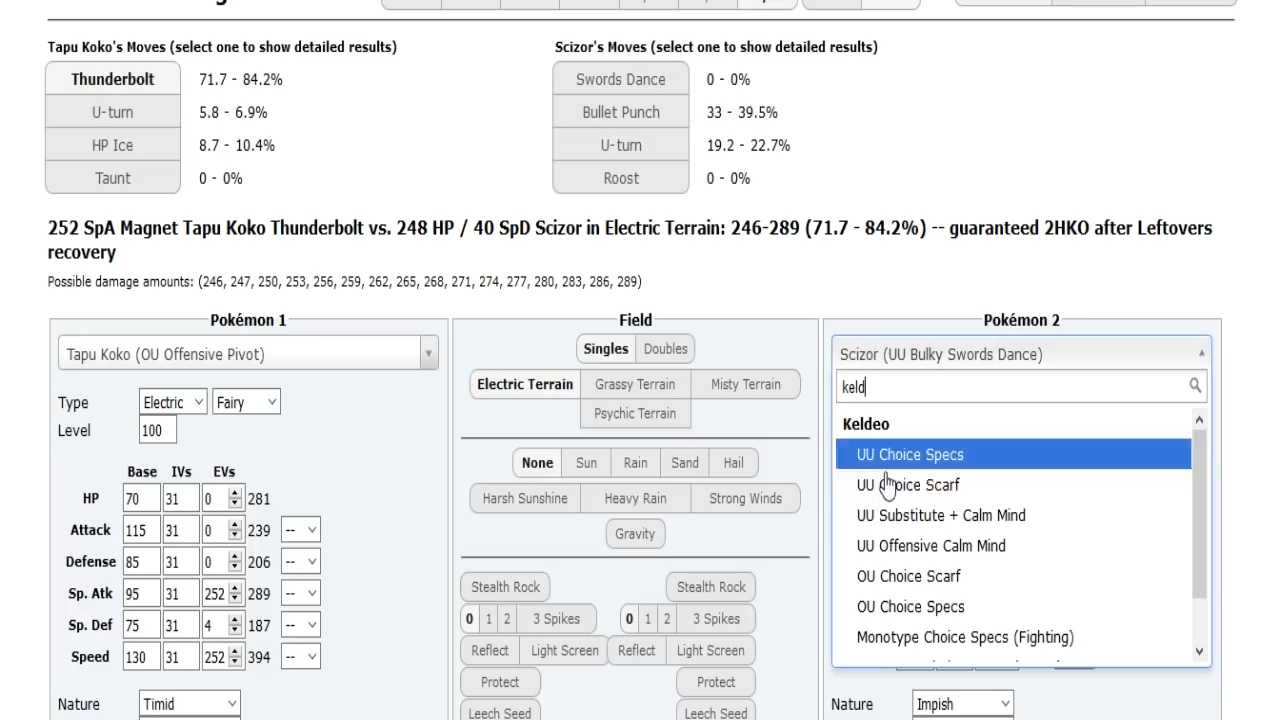 Tapu Koko's Moves (select one to show detailed results)
Thunderbolt 71.7 - 84.2%
U-turn 5.8 - 6.9%
HP Ice 8.7 - 10.4%
Taunt 0 - 0%
Scizor's Moves (select one to show detailed results)
Swords Dance 0 - 0%
Bullet Punch 33 - 39.5%
U-turn 19.2 - 22.7%
Roost 0 - 0%
252 SpA Magnet Tapu Koko Thunderbolt vs. 248 HP / 40 SpD Scizor in Electric Terrain: 246-289 (71.7 - 84.2%) -- guaranteed 2HKO after Leftovers
recovery
Possible damage amounts: (246, 247, 250, 253, 256, 259, 262, 265, 268, 271, 274, 277, 280, 283, 286, 289)
Pokémon 1
Tapu Koko (OU Offensive Pivot)
Type Electric Fairy
Level 100
Base IVs EVs
HP 70 31 0 281
Attack 115 31 0 239 --
Defense 85 31 0 206 --
Sp. Atk 95 31 252 289 --
Sp. Def 75 31 4 187 --
Speed 130 31 252 394 --
Nature Timid
Field
Singles Doubles
Electric Terrain Grassy Terrain Misty Terrain
Psychic Terrain
None Sun Rain Sand Hail
Harsh Sunshine Heavy Rain Strong Winds
Gravity
Stealth Rock Stealth Rock
0 1 2 3 Spikes 0 1 2 3 Spikes
Reflect Light Screen Reflect Light Screen
Protect Protect
Leech Seed Leech Seed
Pokémon 2
Scizor (UU Bulky Swords Dance)
keld
Keldeo
UU Choice Specs
UU Choice Scarf
UU Substitute + Calm Mind
UU Offensive Calm Mind
OU Choice Scarf
OU Choice Specs
Monotype Choice Specs (Fighting)
Nature Impish